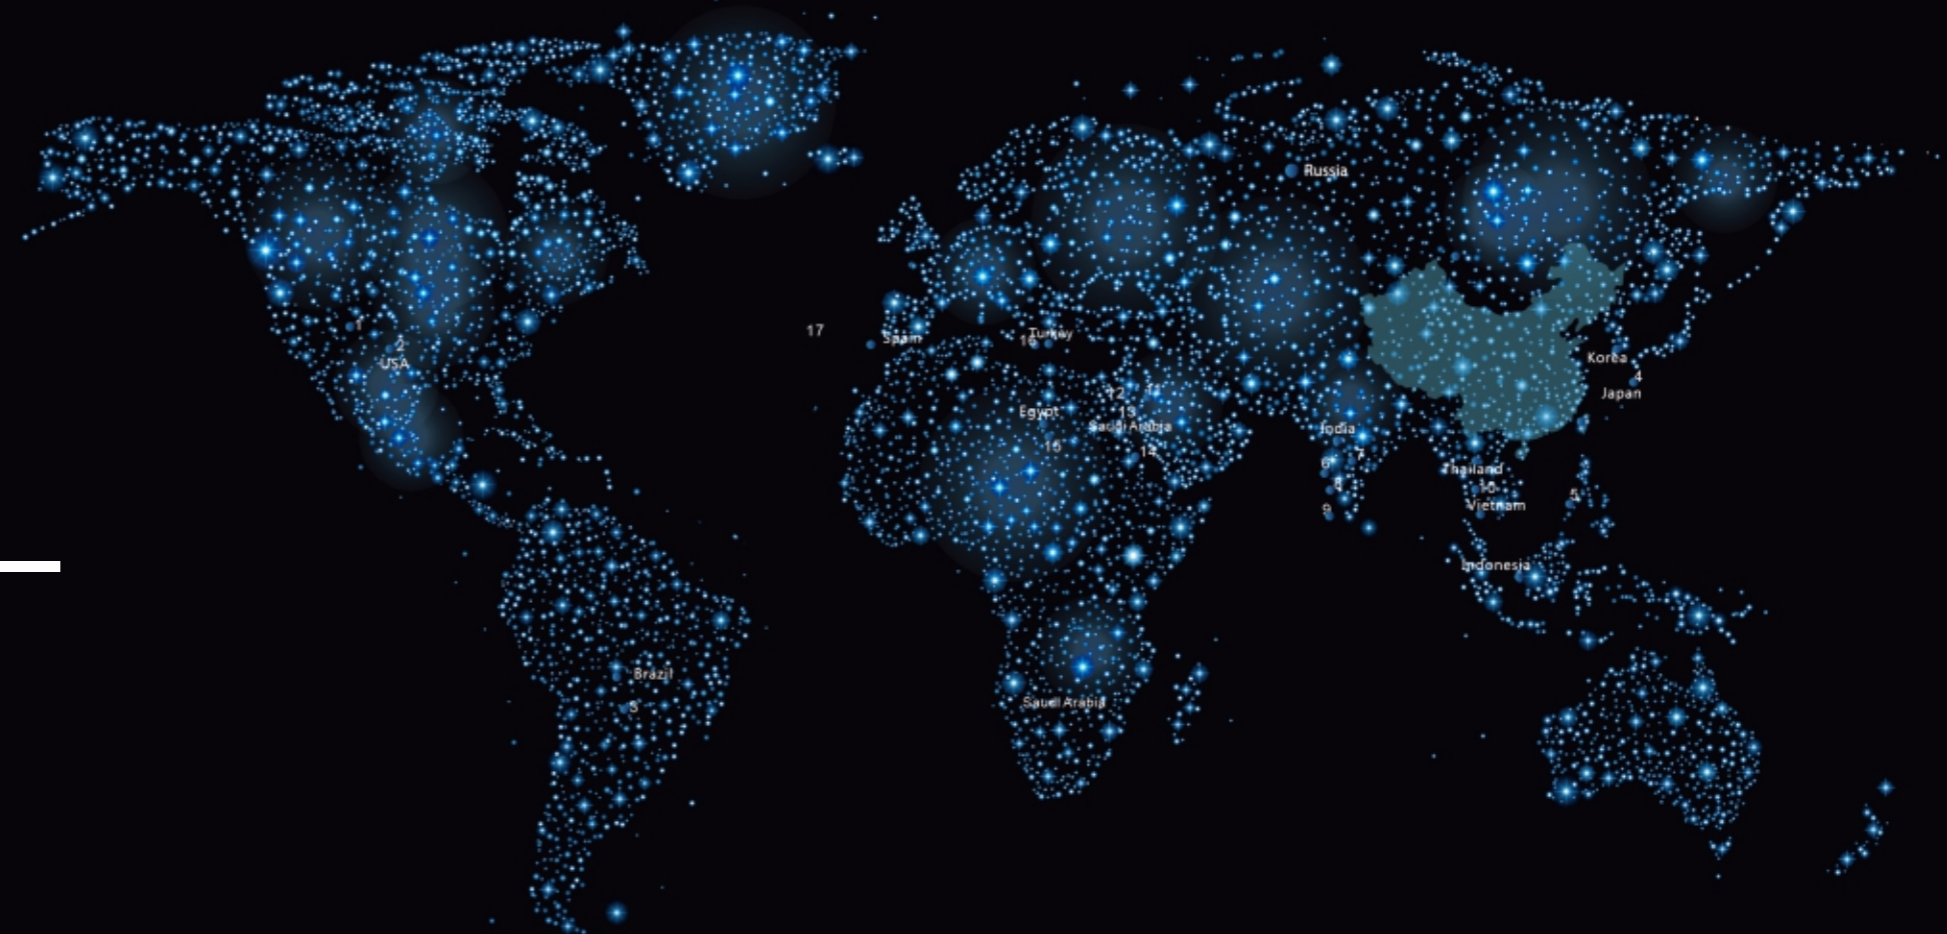 Russia
1
17
Spain
Turkey
16
2
USA
Korea
4
Japan
12
11
Egypt
13
Saudi Arabia
India
15
14
6
7
Thailand
8
10
5
9
Vietnam
Indonesia
Brazil
3
Saudi Arabia